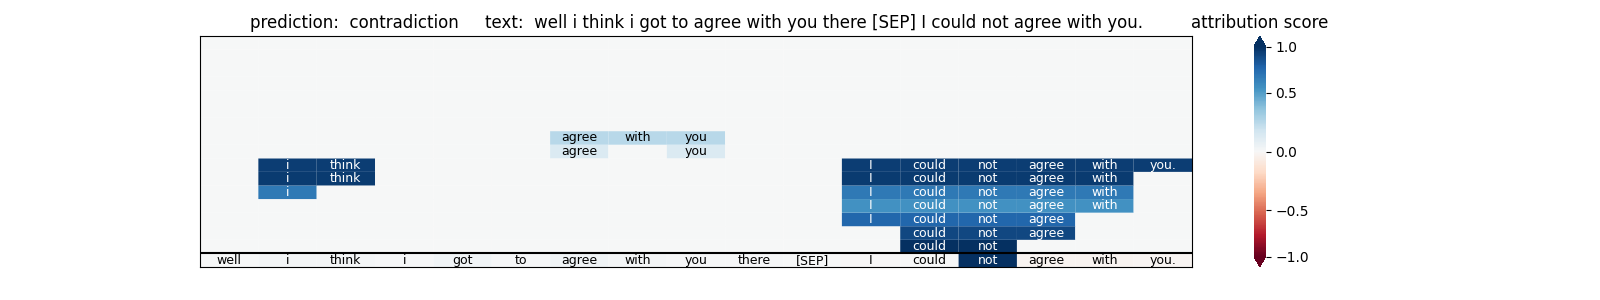 prediction:  contradiction     text:  well i think i got to agree with you there [SEP] I could not agree with you.     attribution score
1.0
0.5
0.0
−0.5
−1.0
agree with you
agree you
i think I could not agree with you.
i think I could not agree with
i I could not agree with
I could not agree with
I could not agree
could not agree
could not
well i think i got to agree with you there [SEP] I could not agree with you.